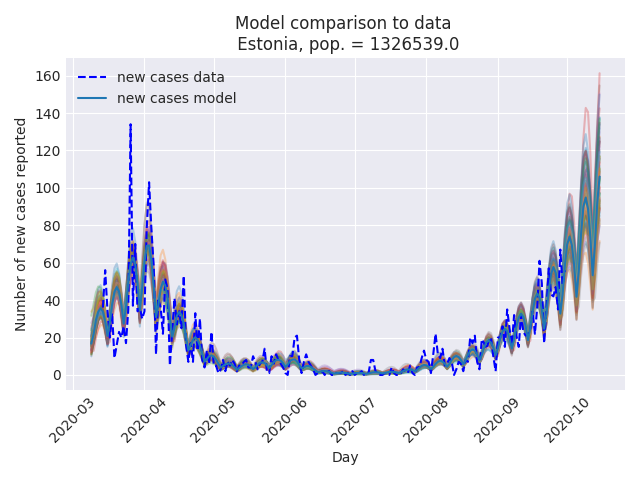 Model comparison to data
Estonia, pop. = 1326539.0
new cases data
new cases model
Number of new cases reported
160
140
120
100
80
60
40
20
0
2020-03
2020-04
2020-05
2020-06
2020-07
2020-08
2020-09
2020-10
Day